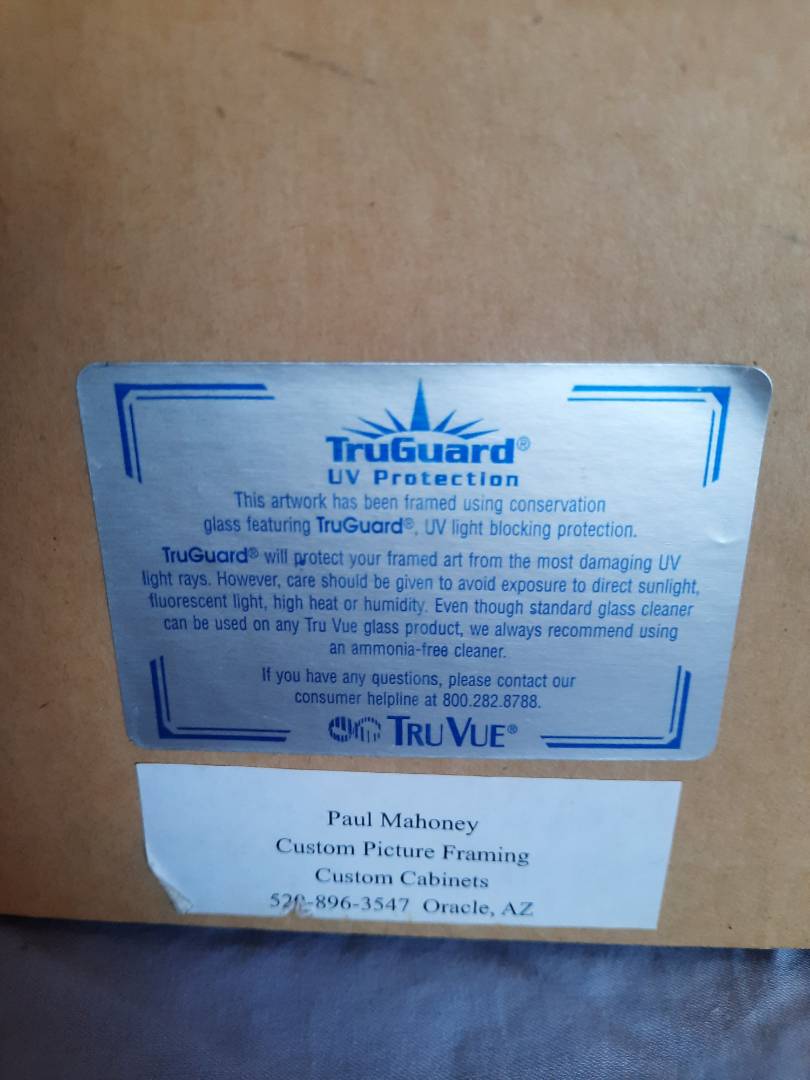 TruGuard®
UV Protection
This artwork has been framed using conservation
glass featuring TruGuard®, UV light blocking protection.
TruGuard® will protect your framed art from the most damaging UV
light rays. However, care should be given to avoid exposure to direct sunlight,
fluorescent light, high heat or humidity. Even though standard glass cleaner
can be used on any Tru Vue glass product, we always recommend using
an ammonia-free cleaner.
If you have any questions, please contact our
consumer helpline at 800.282.8788.
TRU VUE®
Paul Mahoney
Custom Picture Framing
Custom Cabinets
520-896-3547 Oracle, AZ